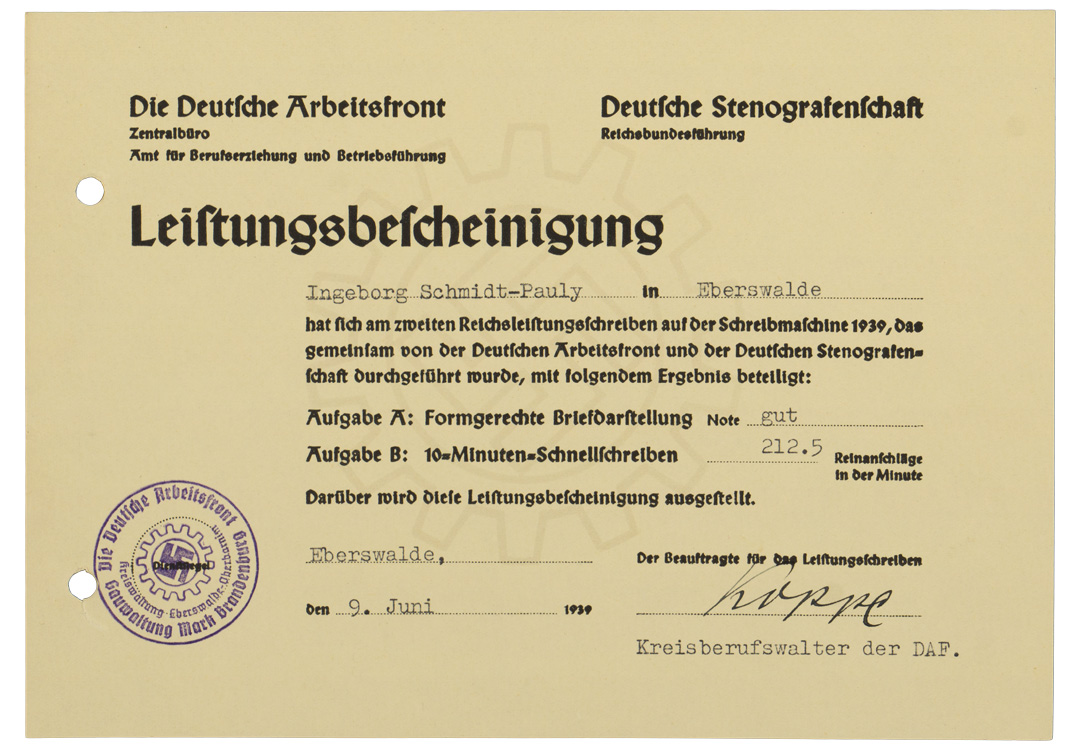 Die Deutſche Arbeitsfront
Zentralbüro
Amt für Berufserziehung und Betriebsführung
Deutſche Stenografenſchaft
Reichsbundesführung
Leiſtungsbeſcheinigung
Ingeborg Schmidt-Pauly in Eberswalde
hat ſich am zweiten Reichsleiſtungsſchreiben auf der Schreibmaſchine 1939, das
gemeinſam von der Deutſchen Arbeitsfront und der Deutſchen Stenografen-
ſchaft durchgeführt wurde, mit folgendem Ergebnis beteiligt:
Aufgabe A: Formgerechte Briefdarſtellung Note gut
Aufgabe B: 10-Minuten-Schnellſchreiben 212.5 Reinanſchläge
in der Minute
Darüber wird dieſe Leiſtungsbeſcheinigung ausgeſtellt.
Die Deutſche Arbeitsfront
Gauwaltung Mark Brandenburg
Kreiswaltung Eberswalde-Oberbarnim
Dienſtſiegel
Eberswalde,
den 9. Juni 1939
Der Beauftragte für das Leiſtungsſchreiben
Koppe
Kreisberufswalter der DAF.